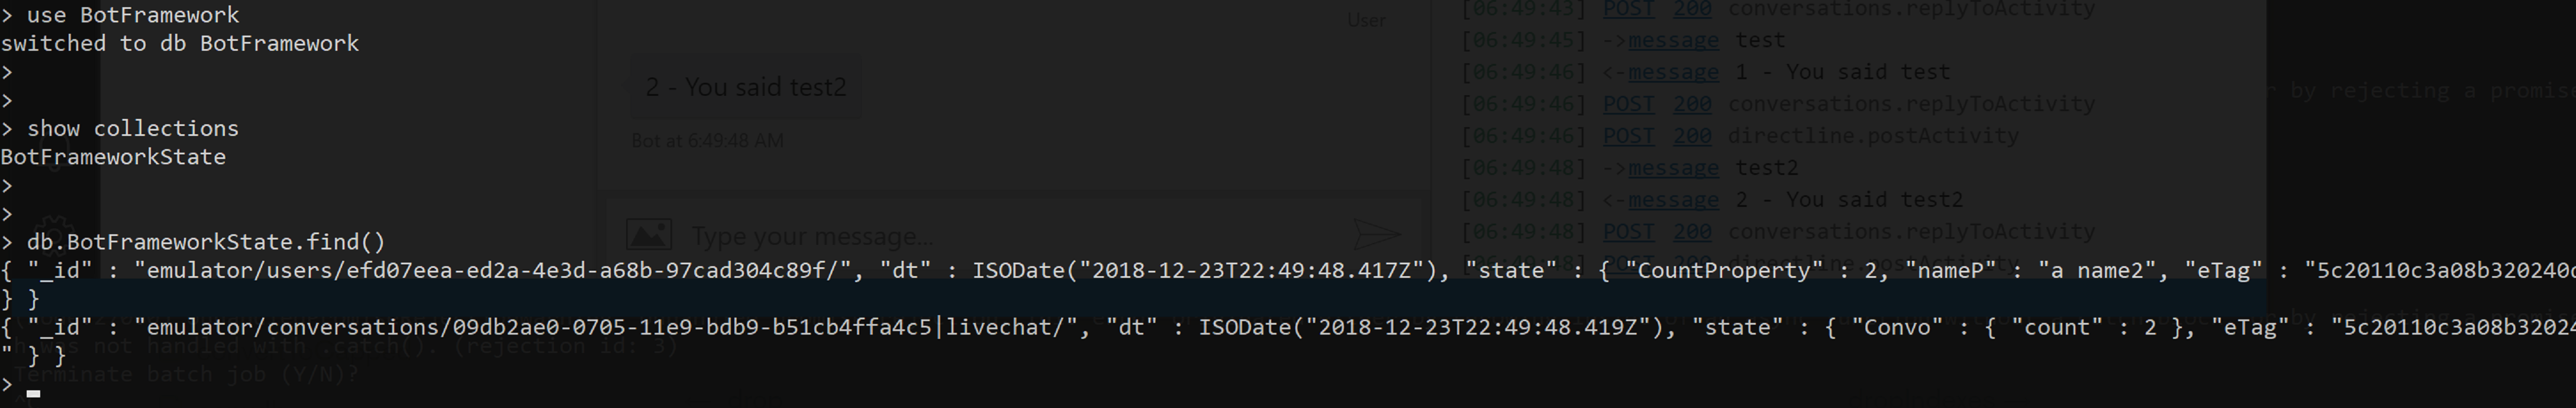 > use BotFramework
switched to db BotFramework
>
>
> show collections
BotFrameworkState
>
>
> db.BotFrameworkState.find()
{ "_id" : "emulator/users/efd07eea-ed2a-4e3d-a68b-97cad304c89f/", "dt" : ISODate("2018-12-23T22:49:48.417Z"), "state" : { "CountProperty" : 2, "nameP" : "a name2", "eTag" : "5c20110c3a08b320240c
} }
{ "_id" : "emulator/conversations/09db2ae0-0705-11e9-bdb9-b51cb4ffa4c5|livechat/", "dt" : ISODate("2018-12-23T22:49:48.419Z"), "state" : { "Convo" : { "count" : 2 }, "eTag" : "5c20110c3a08b32024
" } }
>
h was not handled with .catch(). (rejection id: 3)
Terminate batch job (Y/N)?
User
2 - You said test2
Bot at 6:49:48 AM
Type your message...
[06:49:43] POST 200 conversations.replyToActivity
[06:49:45] ->message test
[06:49:46] <-message 1 - You said test
[06:49:46] POST 200 conversations.replyToActivity
[06:49:46] POST 200 directline.postActivity
[06:49:48] ->message test2
[06:49:48] <-message 2 - You said test2
[06:49:48] POST 200 conversations.replyToActivity
[06:49:48] POST 200 directline.postActivity
r by rejecting a promise